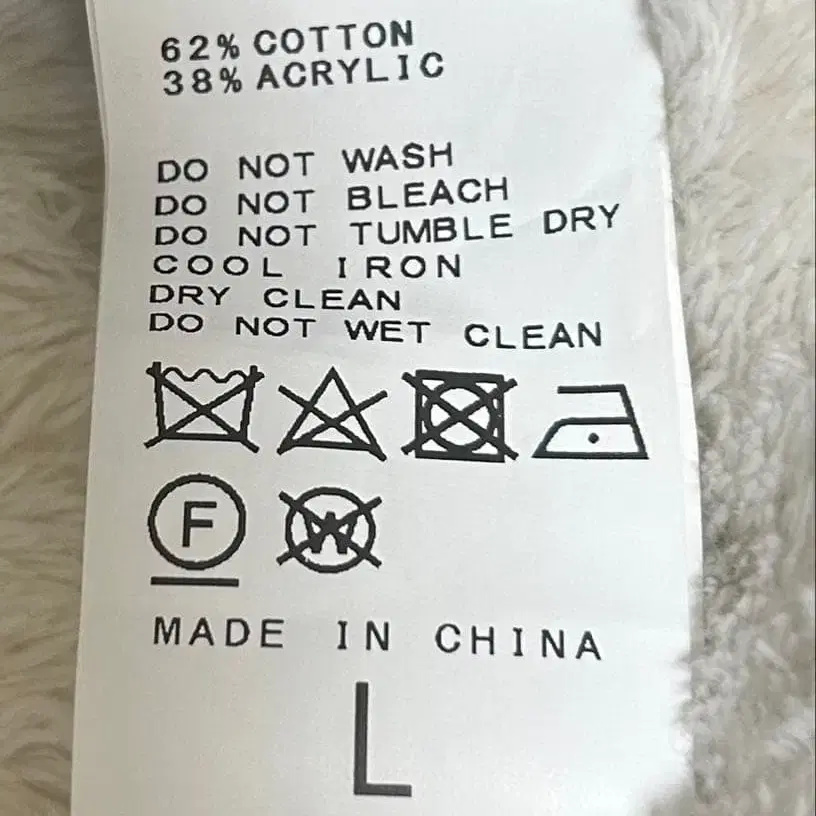 62% COTTON
38% ACRYLIC
DO NOT WASH
DO NOT BLEACH
DO NOT TUMBLE DRY
COOL IRON
DRY CLEAN
DO NOT WET CLEAN
F W
MADE IN CHINA
L